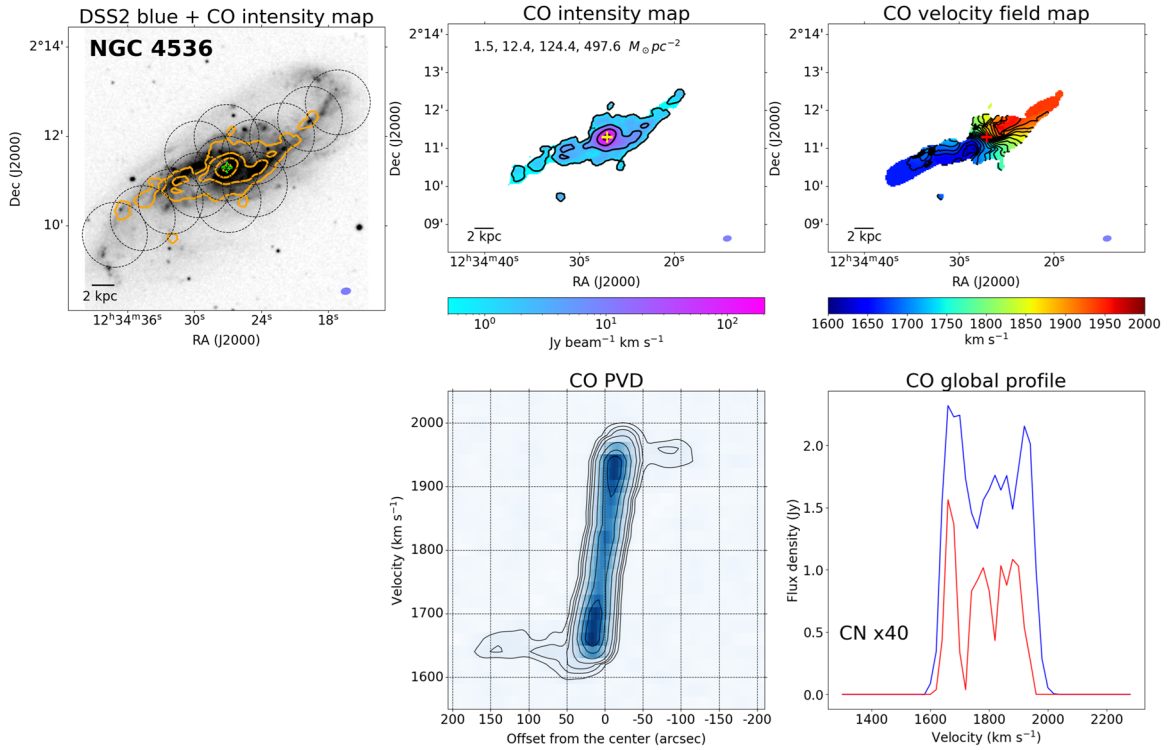 DSS2 blue + CO intensity map
NGC 4536
2°14'
12'
10'
Dec (J2000)
2 kpc
12ʰ34ᵐ36ˢ
30ˢ
24ˢ
18ˢ
RA (J2000)
CO intensity map
1.5, 12.4, 124.4, 497.6 M⊙pc⁻²
2°14'
13'
12'
11'
10'
09'
Dec (J2000)
2 kpc
12ʰ34ᵐ40ˢ
30ˢ
20ˢ
RA (J2000)
10⁰
10¹
10²
Jy beam⁻¹ km s⁻¹
CO velocity field map
2°14'
13'
12'
11'
10'
09'
Dec (J2000)
2 kpc
12ʰ34ᵐ40ˢ
30ˢ
20ˢ
RA (J2000)
1600 1650 1700 1750 1800 1850 1900 1950 2000
km s⁻¹
CO PVD
2000
1900
1800
1700
1600
Velocity (km s⁻¹)
200 150 100 50 0 -50 -100 -150 -200
Offset from the center (arcsec)
CO global profile
2.0
1.5
1.0
0.5
0.0
Flux density (Jy)
CN x40
1400 1600 1800 2000 2200
Velocity (km s⁻¹)